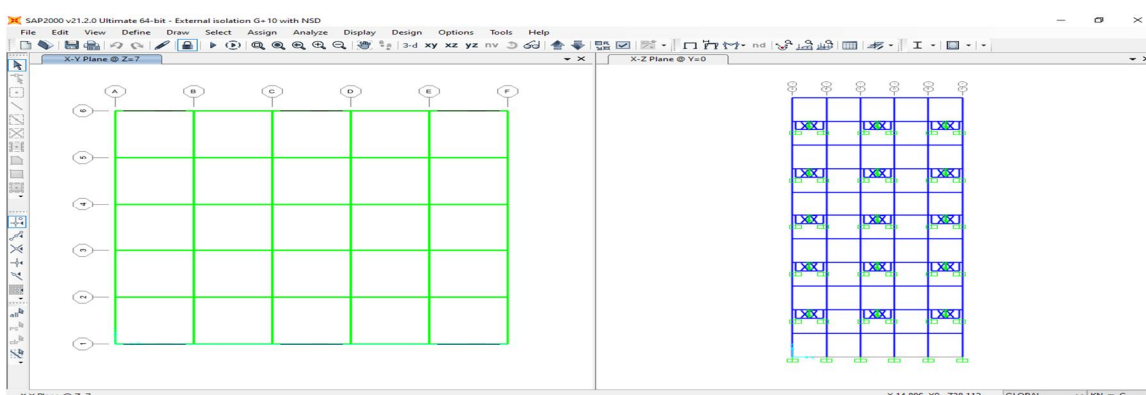 SAP2000 v21.2.0 Ultimate 64-bit - External isolation G+10 with NSD
File Edit View Define Draw Select Assign Analyze Display Design Options Tools Help
3-d xy xz yz nv
nd
X-Y Plane @ Z=7
X-Z Plane @ Y=0
A B C D E F
6
5
4
3
2
1
GLOBAL